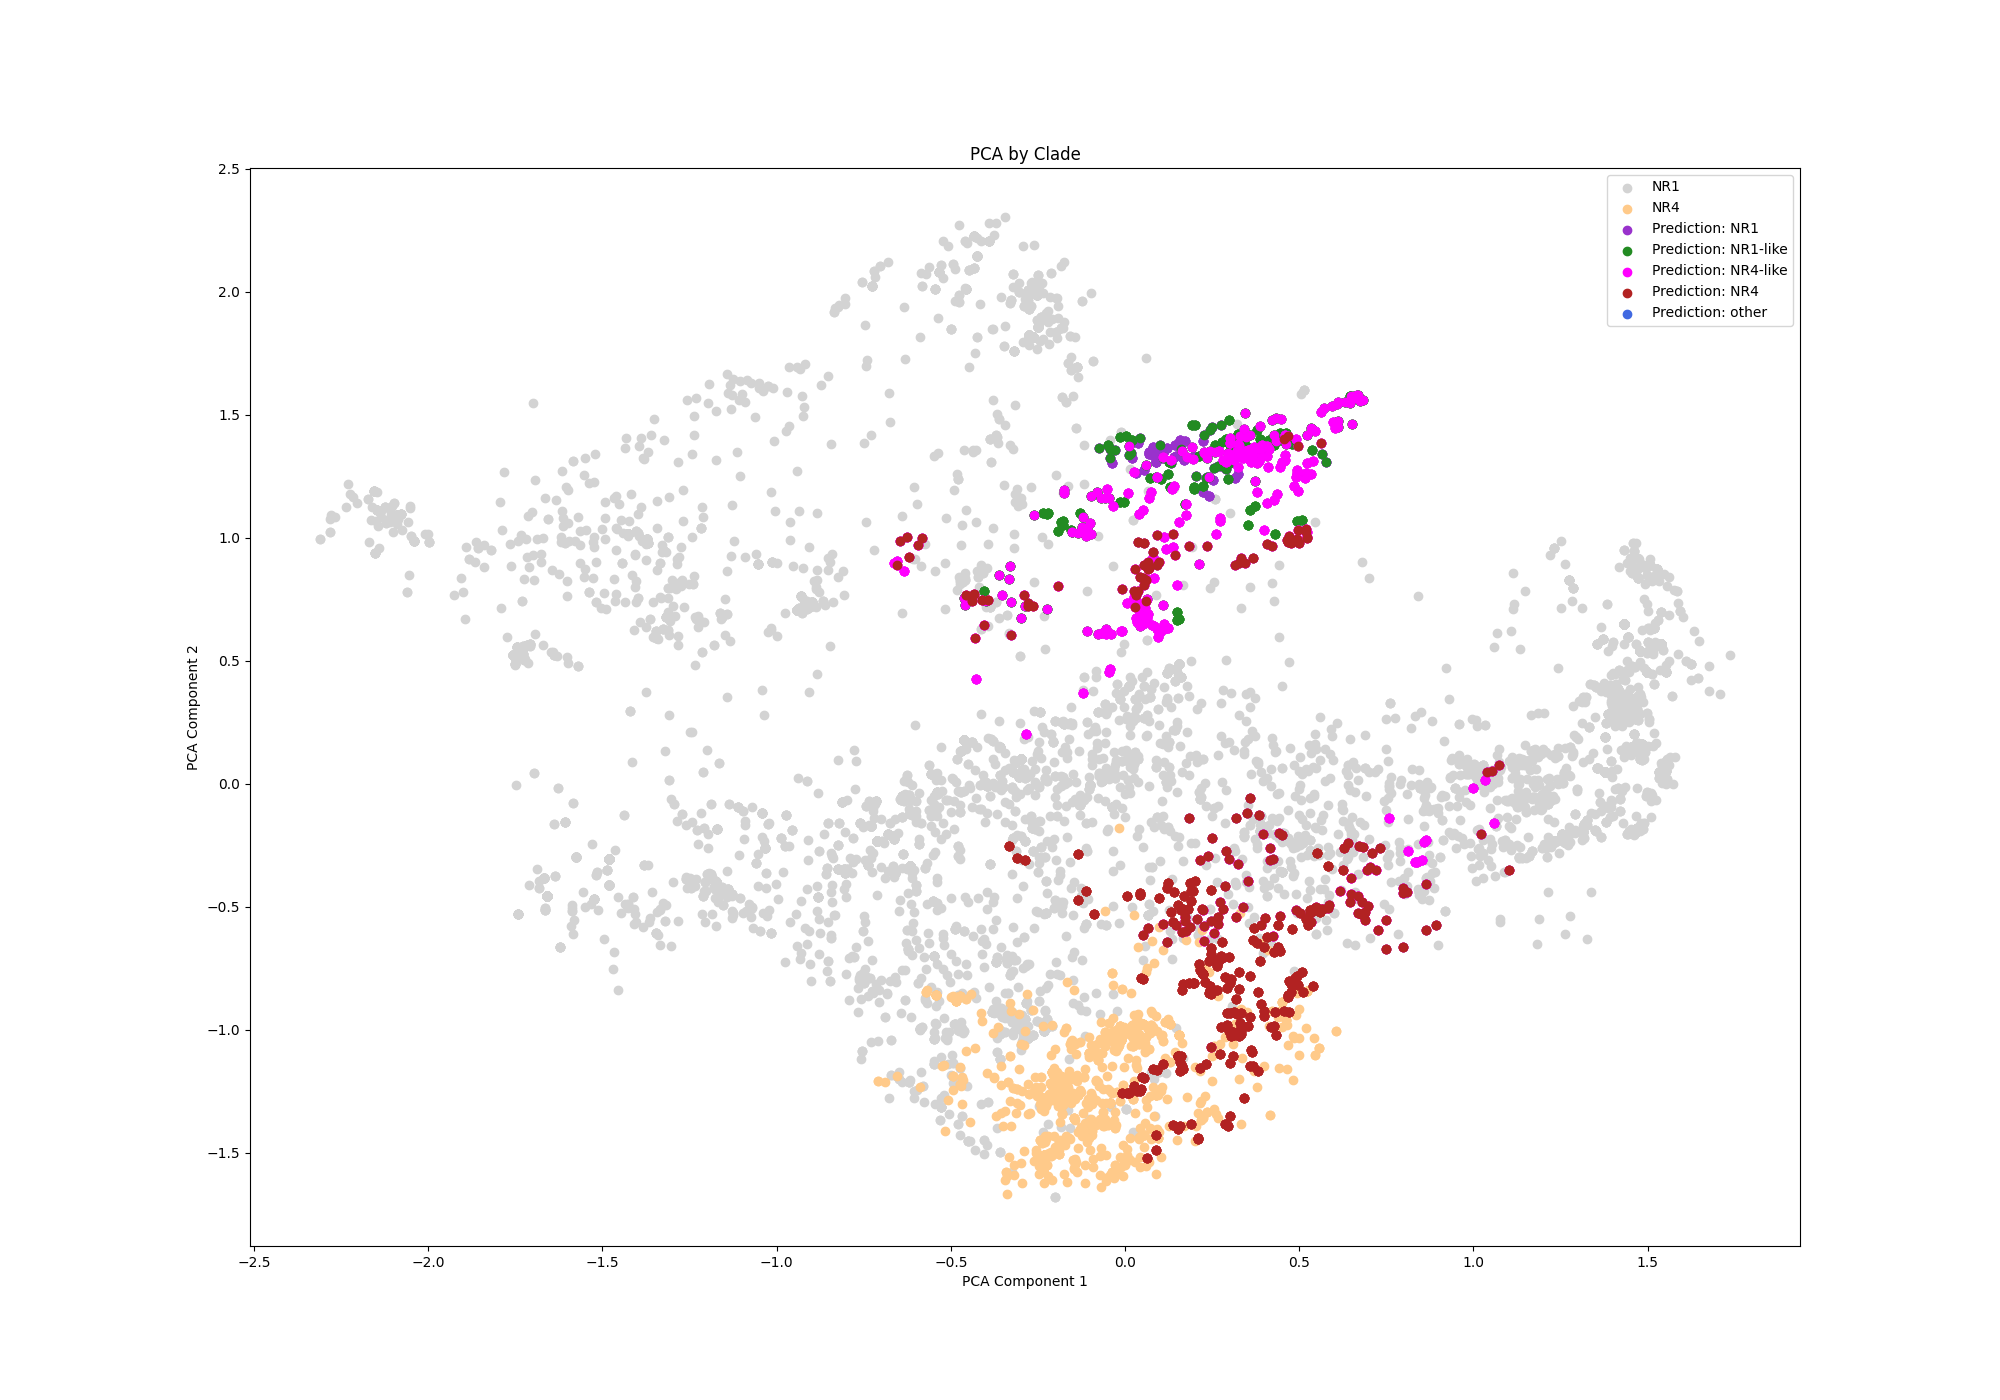 PCA by Clade
2.5
2.0
1.5
1.0
0.5
0.0
−0.5
−1.0
−1.5
PCA Component 2
NR1
NR4
Prediction: NR1
Prediction: NR1-like
Prediction: NR4-like
Prediction: NR4
Prediction: other
−2.5 −2.0 −1.5 −1.0 −0.5 0.0 0.5 1.0 1.5
PCA Component 1